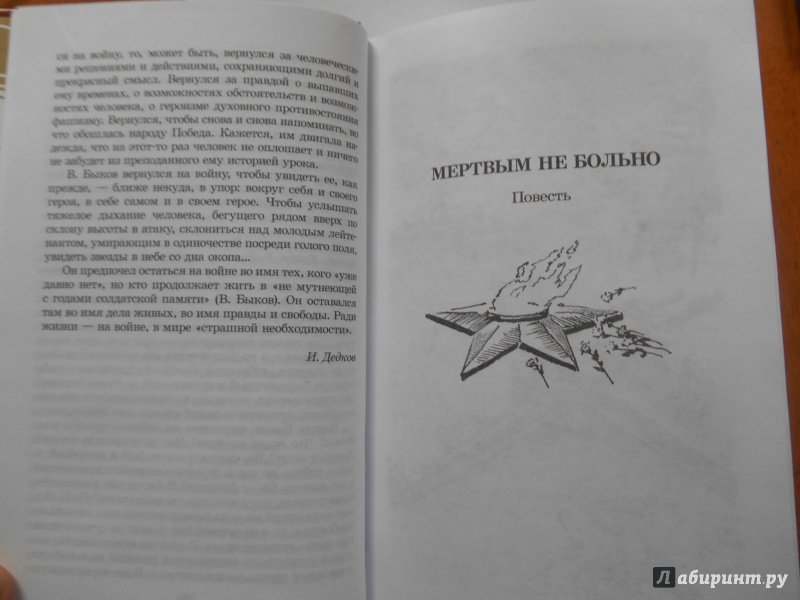 ся на войну, то, может быть, вернулся за человечески-
ми решениями и действиями, сохраняющими долгий и
прекрасный смысл. Вернулся за правдой о выпавших
ему временах, о возможностях обстоятельств и возмож-
ностях человека, о героизме духовного противостояния
фашизму. Вернулся, чтобы снова и снова напоминать, во
что обошлась народу Победа. Кажется, им двигала на-
дежда, что на этот-то раз человек не оплошает и ничего
не забудет из преподанного ему историей урока.
В. Быков вернулся на войну, чтобы увидеть ее, как
прежде, — ближе некуда, в упор: вокруг себя и своего
героя, в себе самом и в своем герое. Чтобы услышать
тяжелое дыхание человека, бегущего рядом вверх по
склону высоты в атаку, склониться над молодым лейте-
нантом, умирающим в одиночестве посреди голого поля,
увидеть звезды в небе со дна окопа...
Он предпочел остаться на войне во имя тех, кого «уже
давно нет», но кто продолжает жить в «не мутнеющей
с годами солдатской памяти» (В. Быков). Он оставался
там во имя дела живых, во имя правды и свободы. Ради
жизни — на войне, в мире «страшной необходимости».
И. Дедков
МЕРТВЫМ НЕ БОЛЬНО
Повесть
Лабиринт.ру